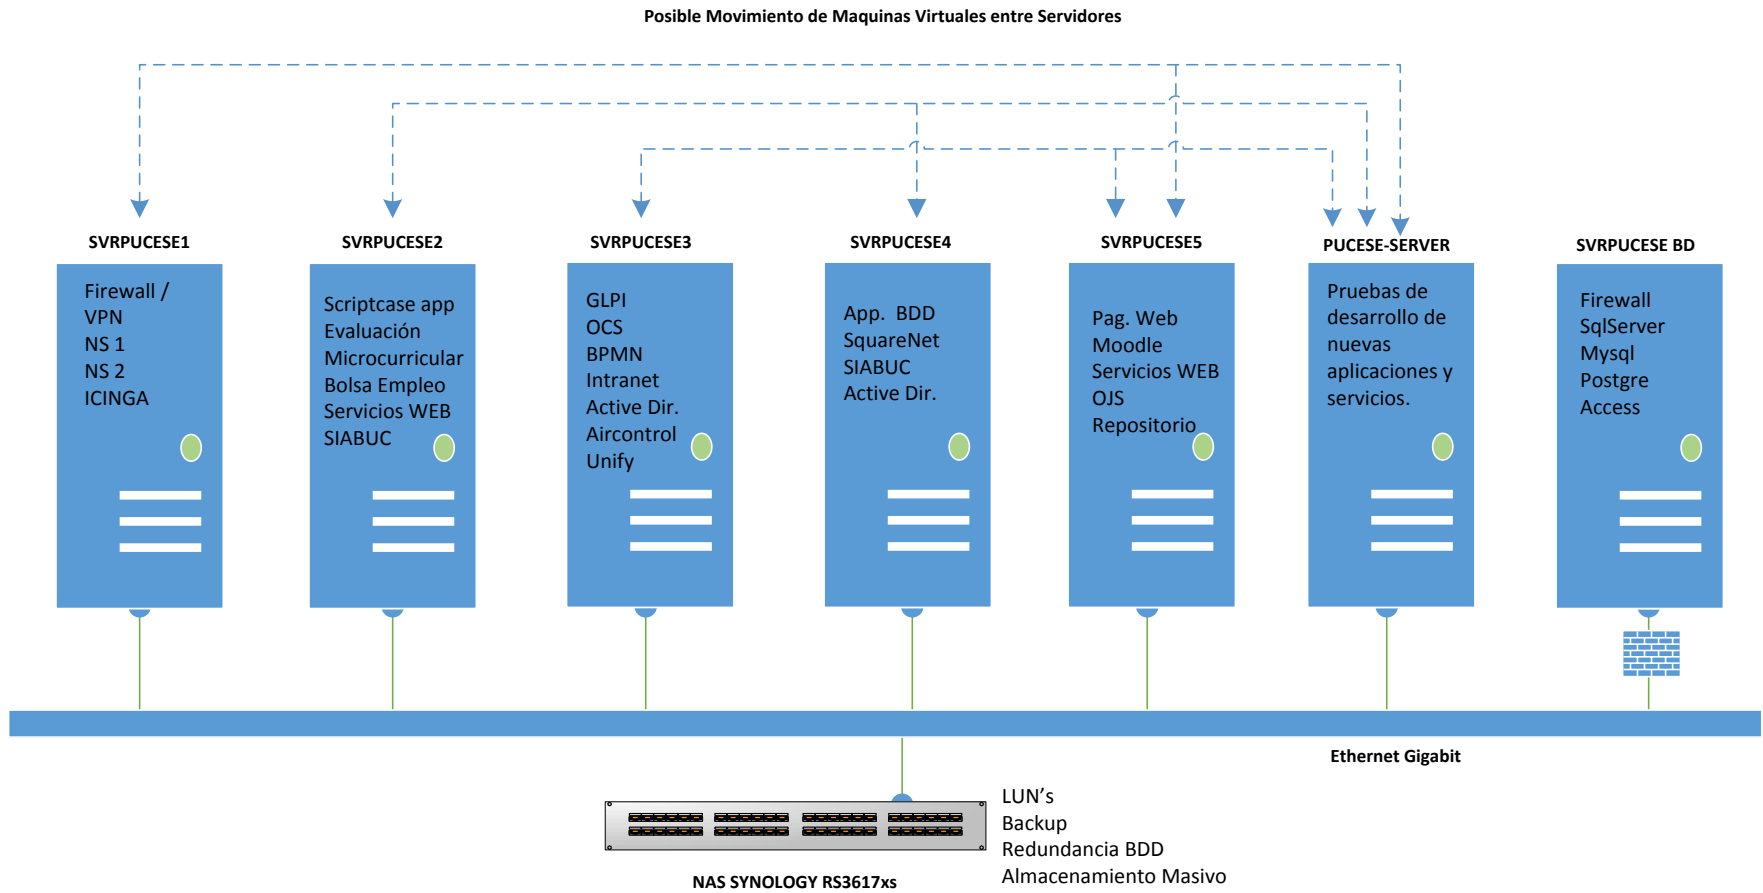 Posible Movimiento de Maquinas Virtuales entre Servidores
SVRPUCESE1
Firewall /
VPN
NS 1
NS 2
ICINGA
SVRPUCESE2
Scriptcase app
Evaluación
Microcurricular
Bolsa Empleo
Servicios WEB
SIABUC
SVRPUCESE3
GLPI
OCS
BPMN
Intranet
Active Dir.
Aircontrol
Unify
SVRPUCESE4
App.  BDD
SquareNet
SIABUC
Active Dir.
SVRPUCESE5
Pag. Web
Moodle
Servicios WEB
OJS
Repositorio
PUCESE-SERVER
Pruebas de
desarrollo de
nuevas
aplicaciones y
servicios.
SVRPUCESE BD
Firewall
SqlServer
Mysql
Postgre
Access
Ethernet Gigabit
LUN's
Backup
Redundancia BDD
Almacenamiento Masivo
NAS SYNOLOGY RS3617xs